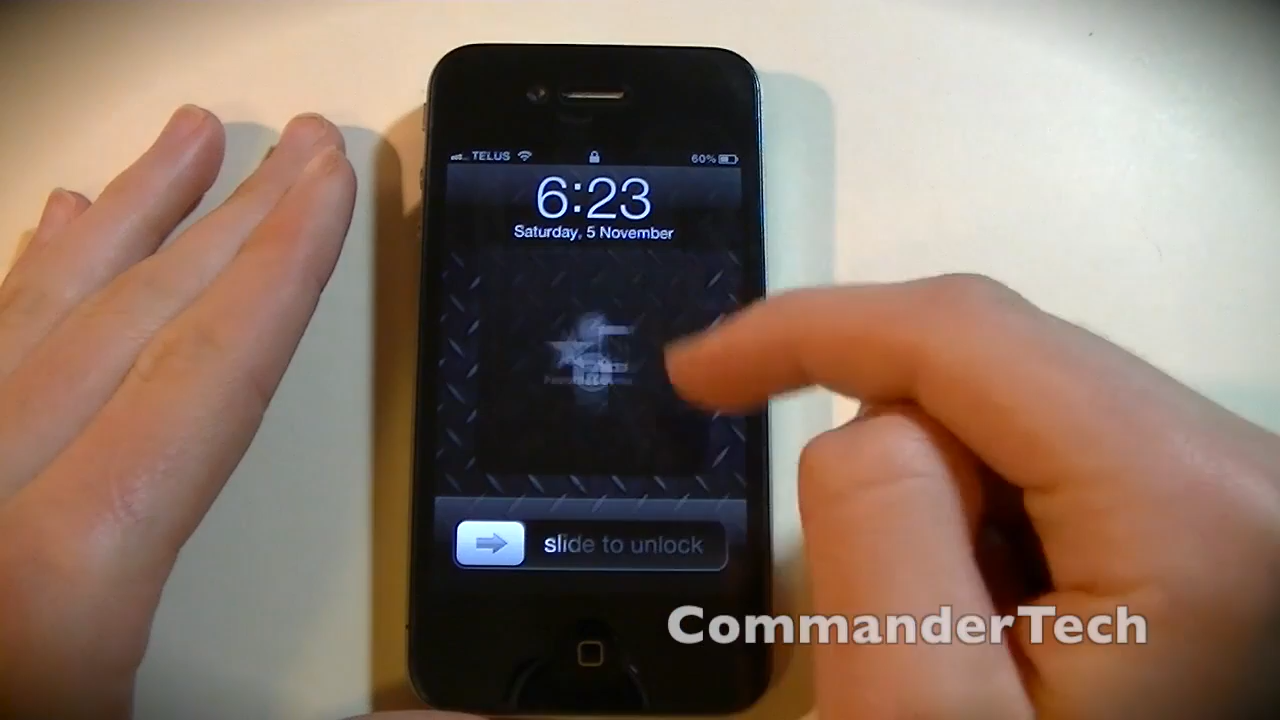 TELUS 60%
6:23
Saturday, 5 November
slide to unlock
CommanderTech